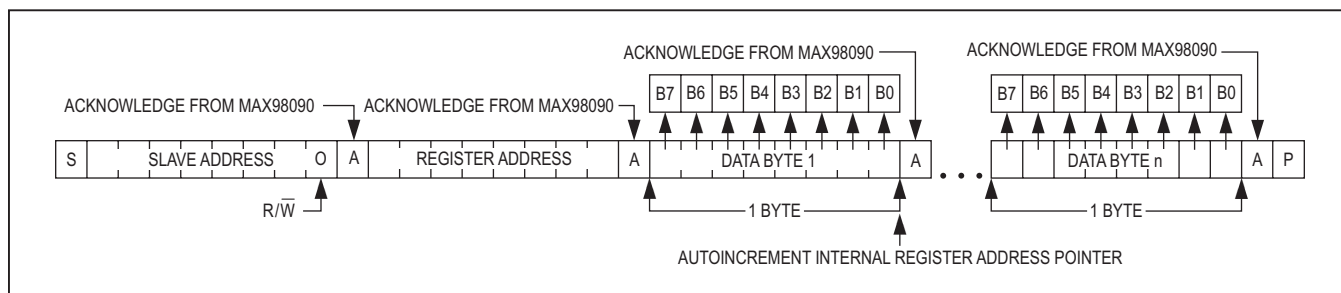 ACKNOWLEDGE FROM MAX98090
ACKNOWLEDGE FROM MAX98090
B7 B6 B5 B4 B3 B2 B1 B0
B7 B6 B5 B4 B3 B2 B1 B0
ACKNOWLEDGE FROM MAX98090
ACKNOWLEDGE FROM MAX98090
S SLAVE ADDRESS O A REGISTER ADDRESS A DATA BYTE 1 A ... DATA BYTE n A P
R/W̅
1 BYTE
1 BYTE
AUTOINCREMENT INTERNAL REGISTER ADDRESS POINTER